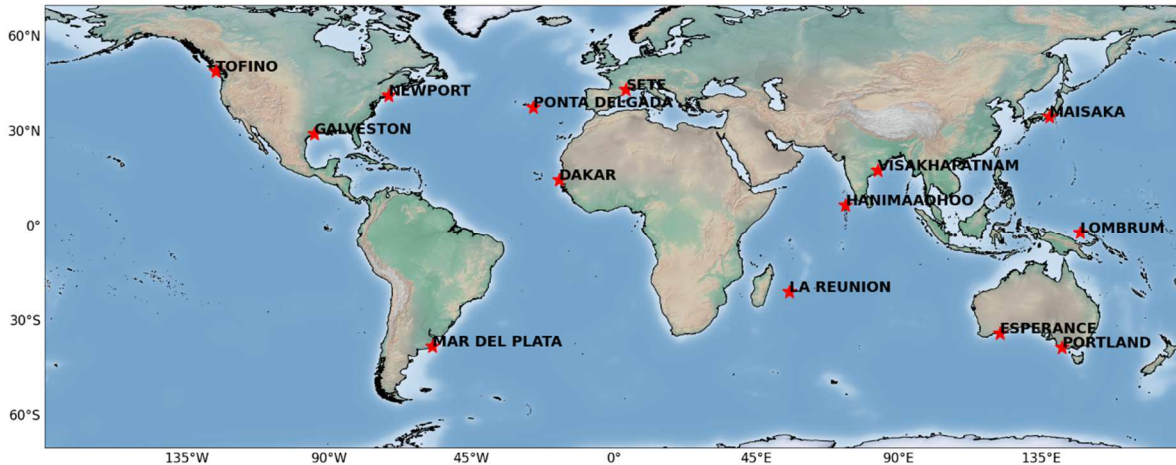 60°N
TOFINO
SETE
NEWPORT
PONTA DELGADA
MAISAKA
30°N
GALVESTON
VISAKHAPATNAM
DAKAR
HANIMAADHOO
0°
LOMBRUM
LA REUNION
30°S
ESPERANCE
MAR DEL PLATA
PORTLAND
60°S
135°W 90°W 45°W 0° 45°E 90°E 135°E